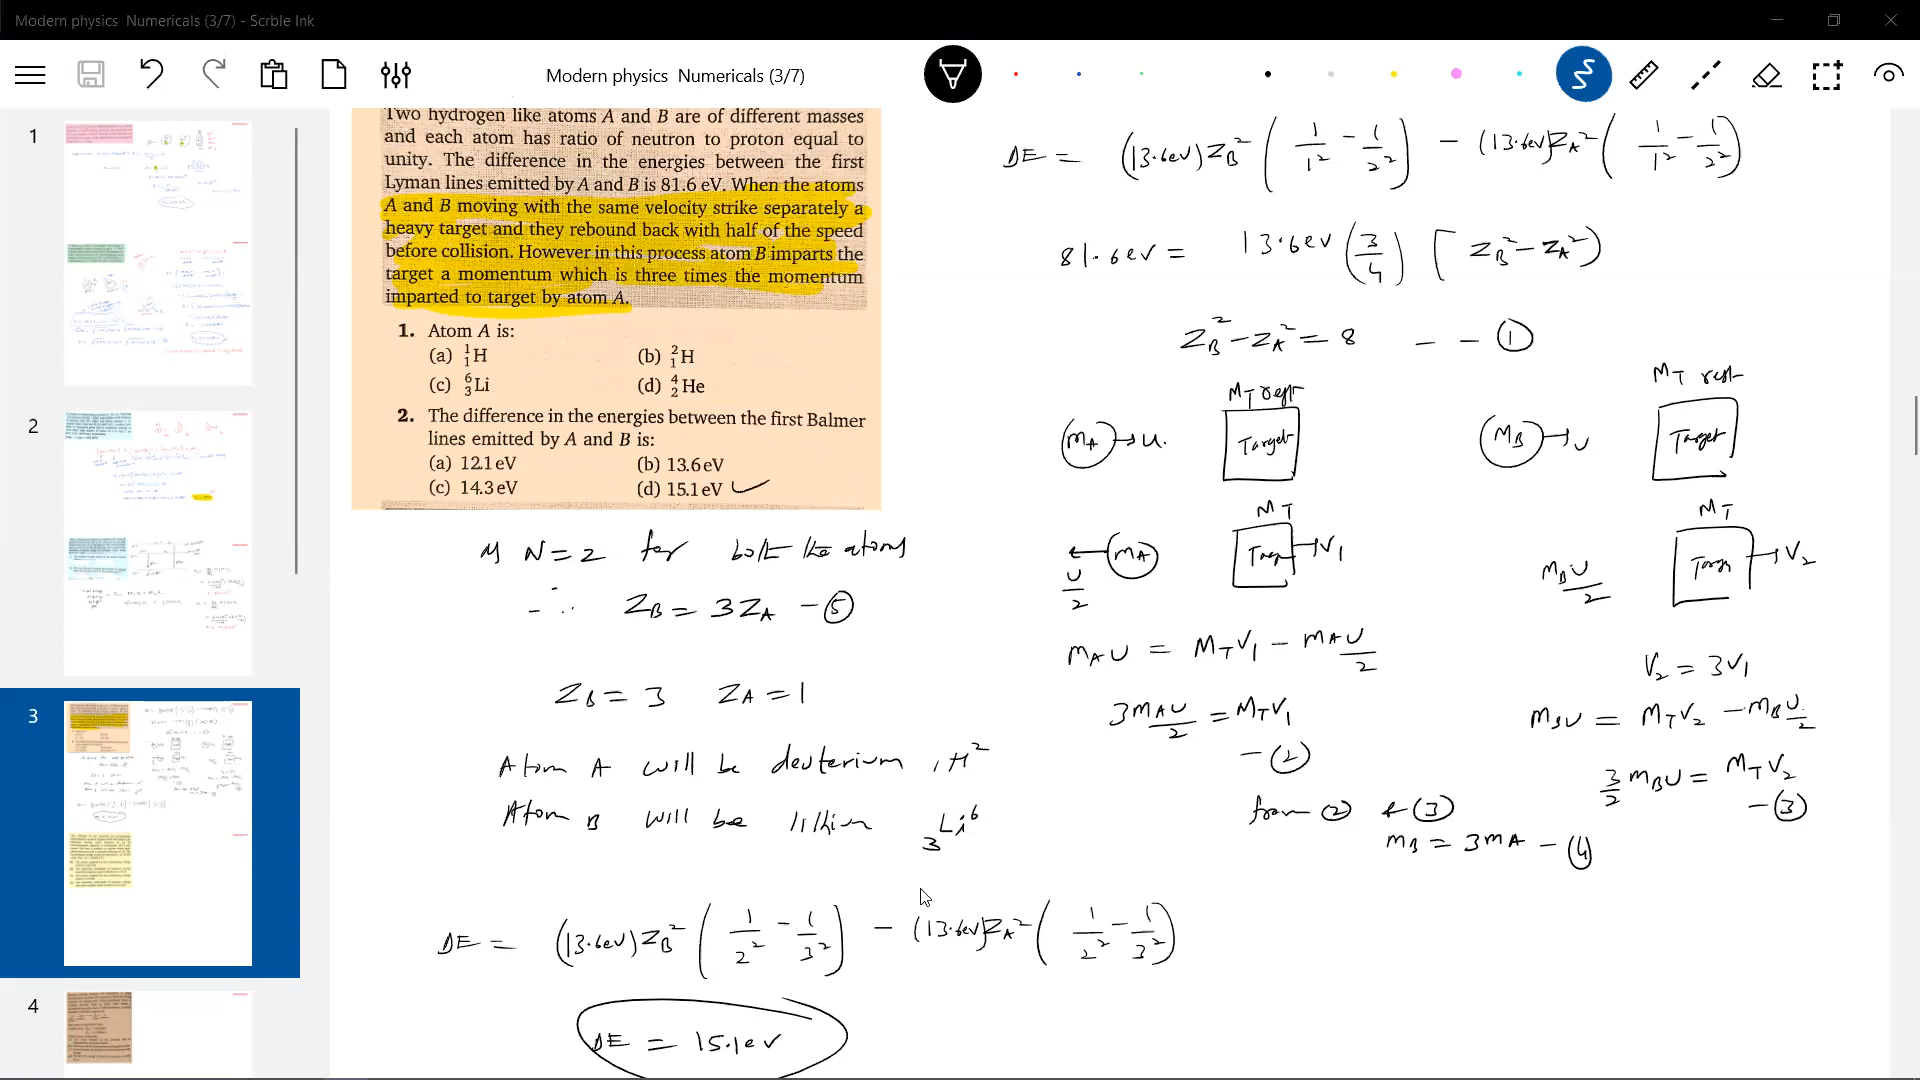 Modern physics Numericals (3/7) - Scrble Ink
Modern physics Numericals (3/7)
1
2
3
4
Two hydrogen like atoms A and B are of different masses
and each atom has ratio of neutron to proton equal to
unity. The difference in the energies between the first
Lyman lines emitted by A and B is 81.6 eV. When the atoms
A and B moving with the same velocity strike separately a
heavy target and they rebound back with half of the speed
before collision. However in this process atom B imparts the
target a momentum which is three times the momentum
imparted to target by atom A.
1. Atom A is:
(a) ¹₁H (b) ²₁H
(c) ⁶₃Li (d) ⁴₂He
2. The difference in the energies between the first Balmer
lines emitted by A and B is:
(a) 12.1 eV (b) 13.6 eV
(c) 14.3 eV (d) 15.1 eV
N = 2 for both the atoms
∴ Z_B = 3Z_A - (5)
Z_B = 3 Z_A = 1
Atom A will be deuterium ₁H²
Atom B will be lithium ₃Li⁶
ΔE = (13.6eV) Z_B² (1/2² - 1/3²) - (13.6eV) Z_A² (1/2² - 1/3²)
ΔE = 15.1eV
ΔE = (13.6eV) Z_B² (1/1² - 1/2²) - (13.6eV) Z_A² (1/1² - 1/2²)
81.6eV = 13.6eV (3/4) [Z_B² - Z_A²)
Z_B² - Z_A² = 8 - - (1)
M_T rest
M_T rest
m_A → u.
Target
M_B → U
Target
M_T
M_T
U/2 ← m_A
V₁
M_B U/2
V₂
m_A U = M_T V₁ - m_A U/2
3 m_A U/2 = M_T V₁
- (2)
V₂ = 3V₁
m_B U = M_T V₂ - m_B U/2
3/2 m_B U = M_T V₂
- (3)
from (2) & (3)
m_B = 3m_A - (4)